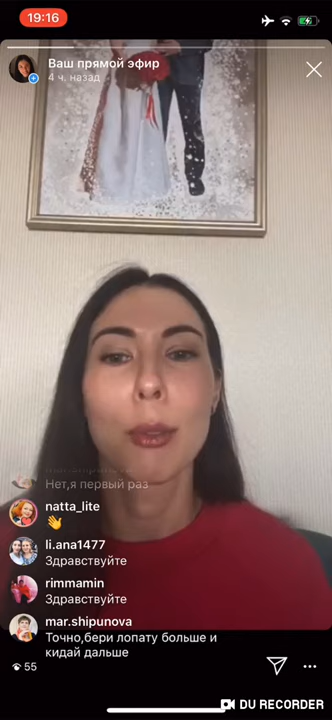 19:16
Ваш прямой эфир
4 ч. назад
Нет,я первый раз
natta_lite
Здравствуйте
li.ana1477
Здравствуйте
rimmamin
Здравствуйте
mar.shipunova
Точно,бери лопату больше и
кидай дальше
55
DU RECORDER